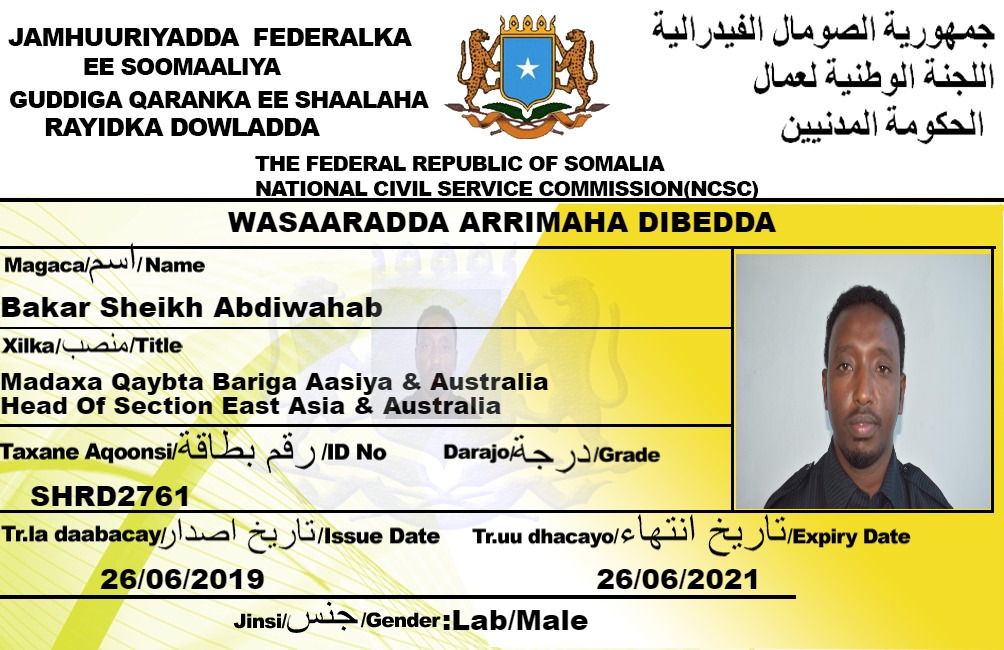 JAMHUURIYADDA FEDERALKA
EE SOOMAALIYA
GUDDIGA QARANKA EE SHAALAHA
RAYIDKA DOWLADDA
جمهورية الصومال الفيدرالية
اللجنة الوطنية لعمال
الحكومة المدنيين
THE FEDERAL REPUBLIC OF SOMALIA
NATIONAL CIVIL SERVICE COMMISSION(NCSC)
WASAARADDA ARRIMAHA DIBEDDA
Magaca/اسم/Name
Bakar Sheikh Abdiwahab
Xilka/منصب/Title
Madaxa Qaybta Bariga Aasiya & Australia
Head Of Section East Asia & Australia
Taxane Aqoonsi/رقم بطاقة/ID No
Darajo/درجة/Grade
SHRD2761
Tr.la daabacay/تاريخ اصدار/Issue Date
Tr.uu dhacayo/تاريخ انتهاء/Expiry Date
26/06/2019
26/06/2021
Jinsi/جنس/Gender:Lab/Male